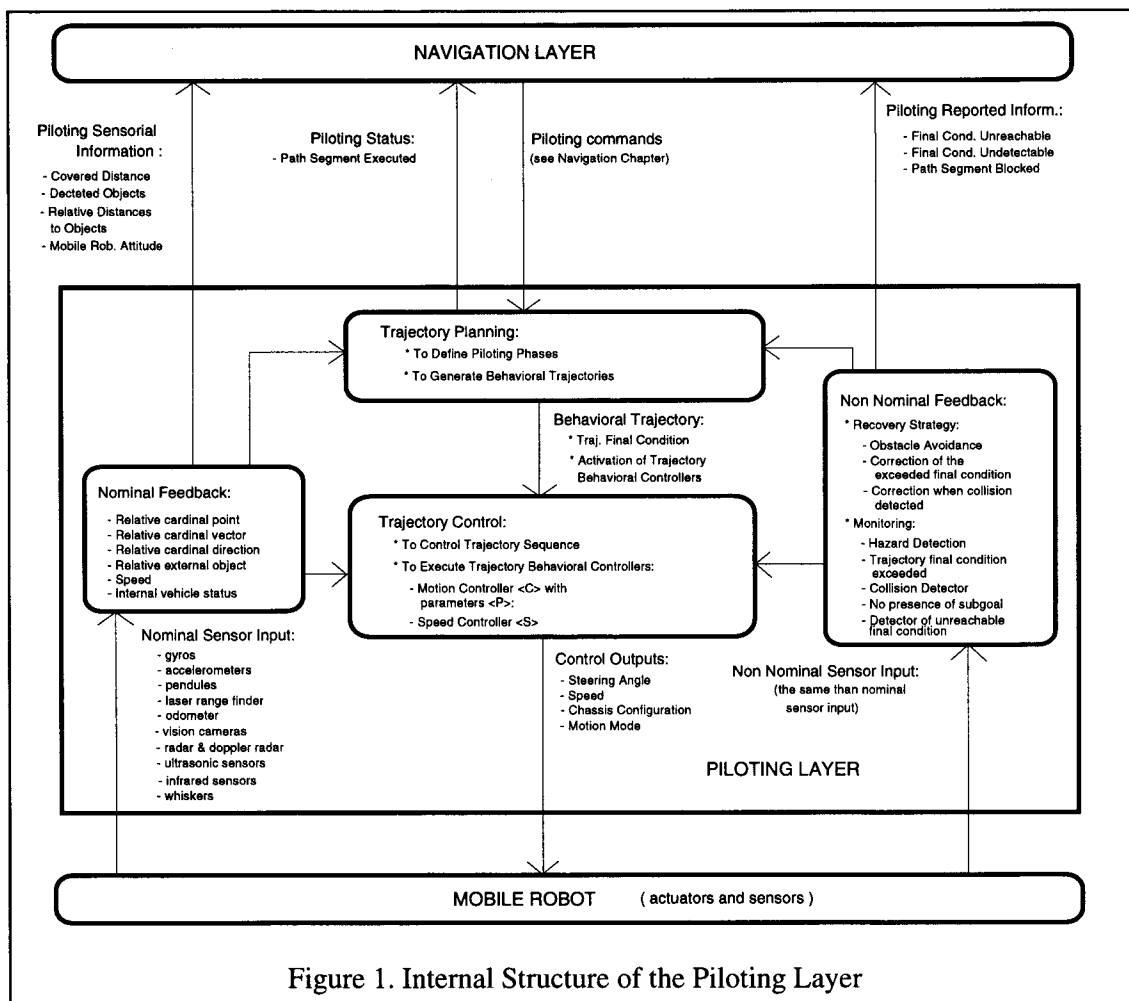 NAVIGATION LAYER
Piloting Sensorial
Information :
- Covered Distance
- Dectated Objects
- Relative Distances
to Objects
- Mobile Rob. Attitude
Piloting Status:
- Path Segment Executed
Piloting commands
(see Navigation Chapter)
Piloting Reported Inform.:
- Final Cond. Unreachable
- Final Cond. Undetectable
- Path Segment Blocked
Trajectory Planning:
* To Define Piloting Phases
* To Generate Behavioral Trajectories
Behavioral Trajectory:
* Traj. Final Condition
* Activation of Trajectory
Behavioral Controllers
Nominal Feedback:
- Relative cardinal point
- Relative cardinal vector
- Relative cardinal direction
- Relative external object
- Speed
- Internal vehicle status
Trajectory Control:
* To Control Trajectory Sequence
* To Execute Trajectory Behavioral Controllers:
- Motion Controller <C> with
parameters <P>:
- Speed Controller <S>
Non Nominal Feedback:
* Recovery Strategy:
- Obstacle Avoidance
- Correction of the
exceeded final condition
- Correction when collision
detected
* Monitoring:
- Hazard Detection
- Trajectory final condition
exceeded
- Collision Detector
- No presence of subgoal
- Detector of unreachable
final condition
Nominal Sensor Input:
- gyros
- accelerometers
- pendules
- laser range finder
- odometer
- vision cameras
- radar & doppler radar
- ultrasonic sensors
- infrared sensors
- whiskers
Control Outputs:
- Steering Angle
- Speed
- Chassis Configuration
- Motion Mode
Non Nominal Sensor Input:
(the same than nominal
sensor input)
PILOTING LAYER
MOBILE ROBOT ( actuators and sensors )
Figure 1. Internal Structure of the Piloting Layer